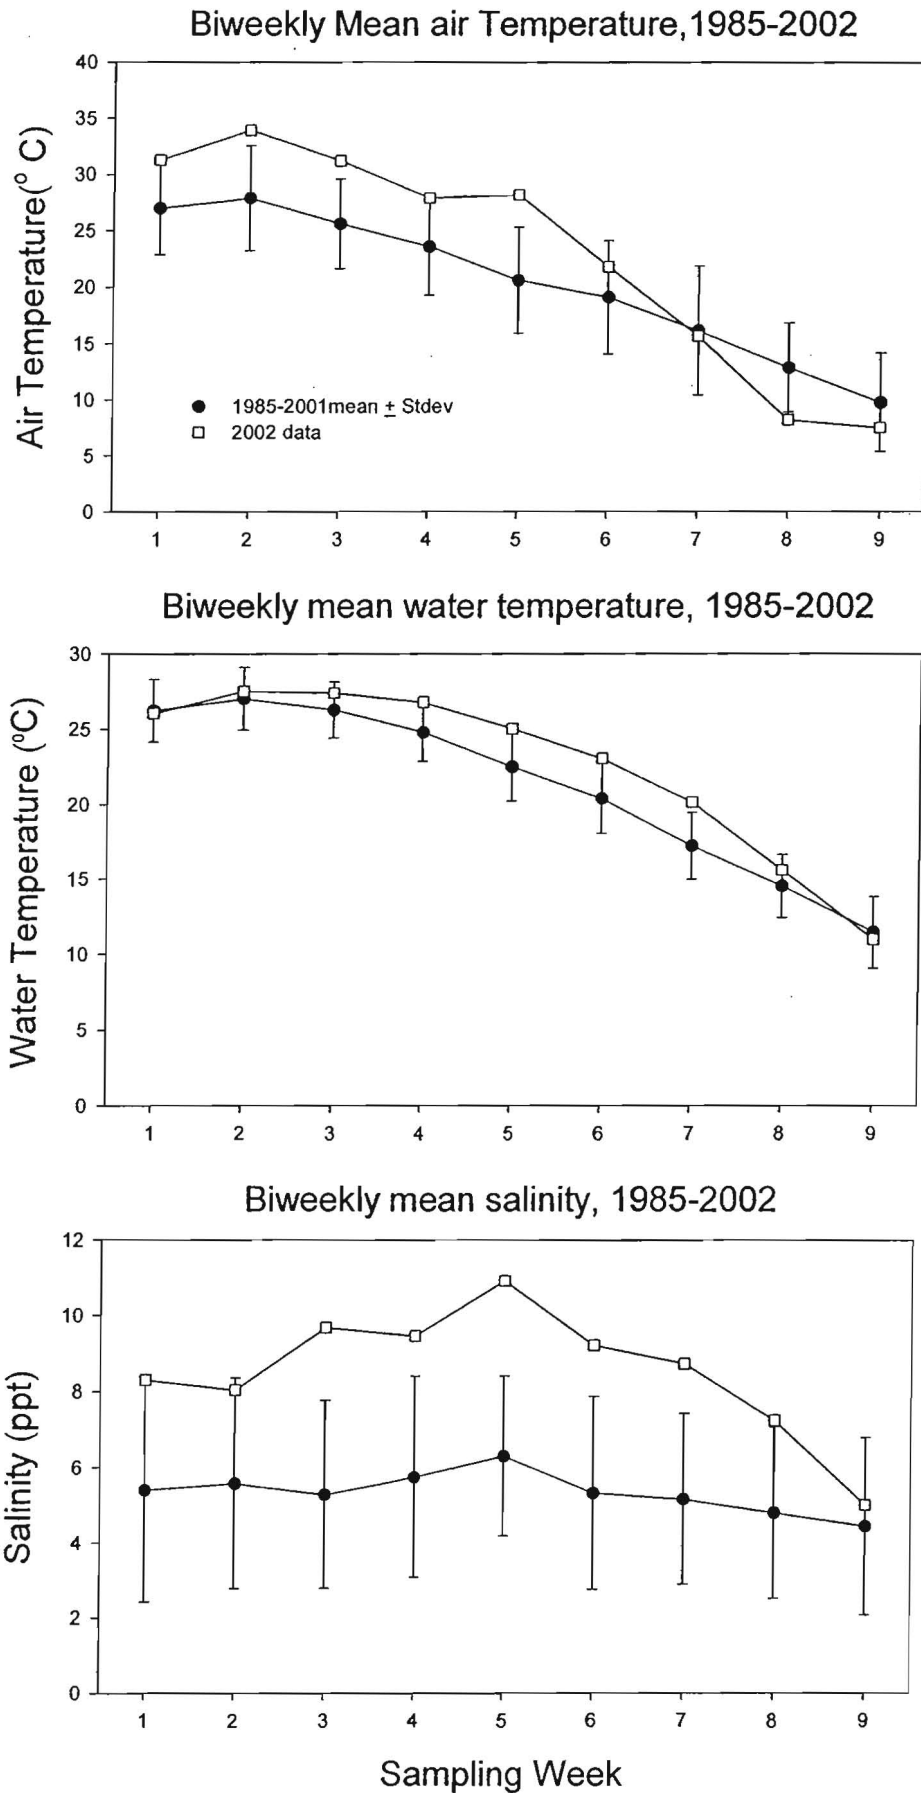 Biweekly Mean air Temperature,1985-2002
40
35
30
25
20
15
10
5
0
Air Temperature(° C)
1985-2001mean ± Stdev
2002 data
1 2 3 4 5 6 7 8 9
Biweekly mean water temperature, 1985-2002
30
25
20
15
10
5
0
Water Temperature (°C)
1 2 3 4 5 6 7 8 9
Biweekly mean salinity, 1985-2002
12
10
8
6
4
2
0
Salinity (ppt)
1 2 3 4 5 6 7 8 9
Sampling Week